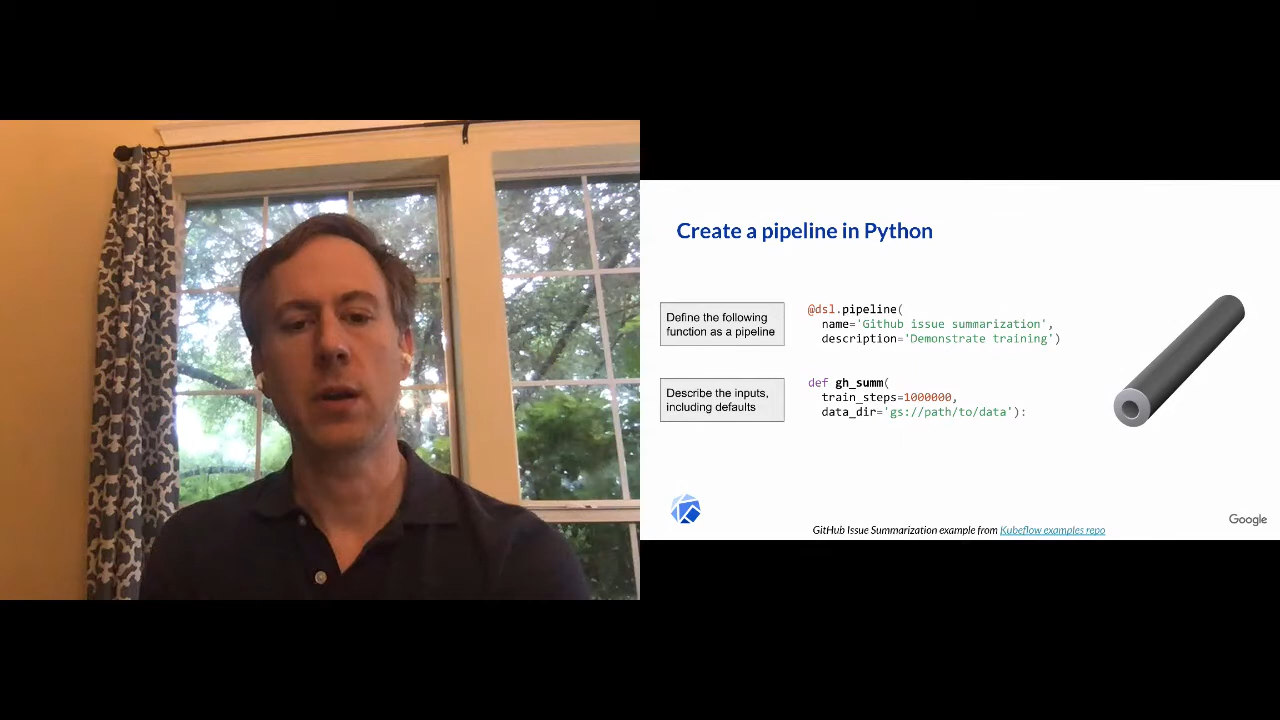 Create a pipeline in Python
Define the following
function as a pipeline
@dsl.pipeline(
name='Github issue summarization',
description='Demonstrate training')
Describe the inputs,
including defaults
def gh_summ(
train_steps=1000000,
data_dir='gs://path/to/data'):
GitHub Issue Summarization example from Kubeflow examples repo
Google